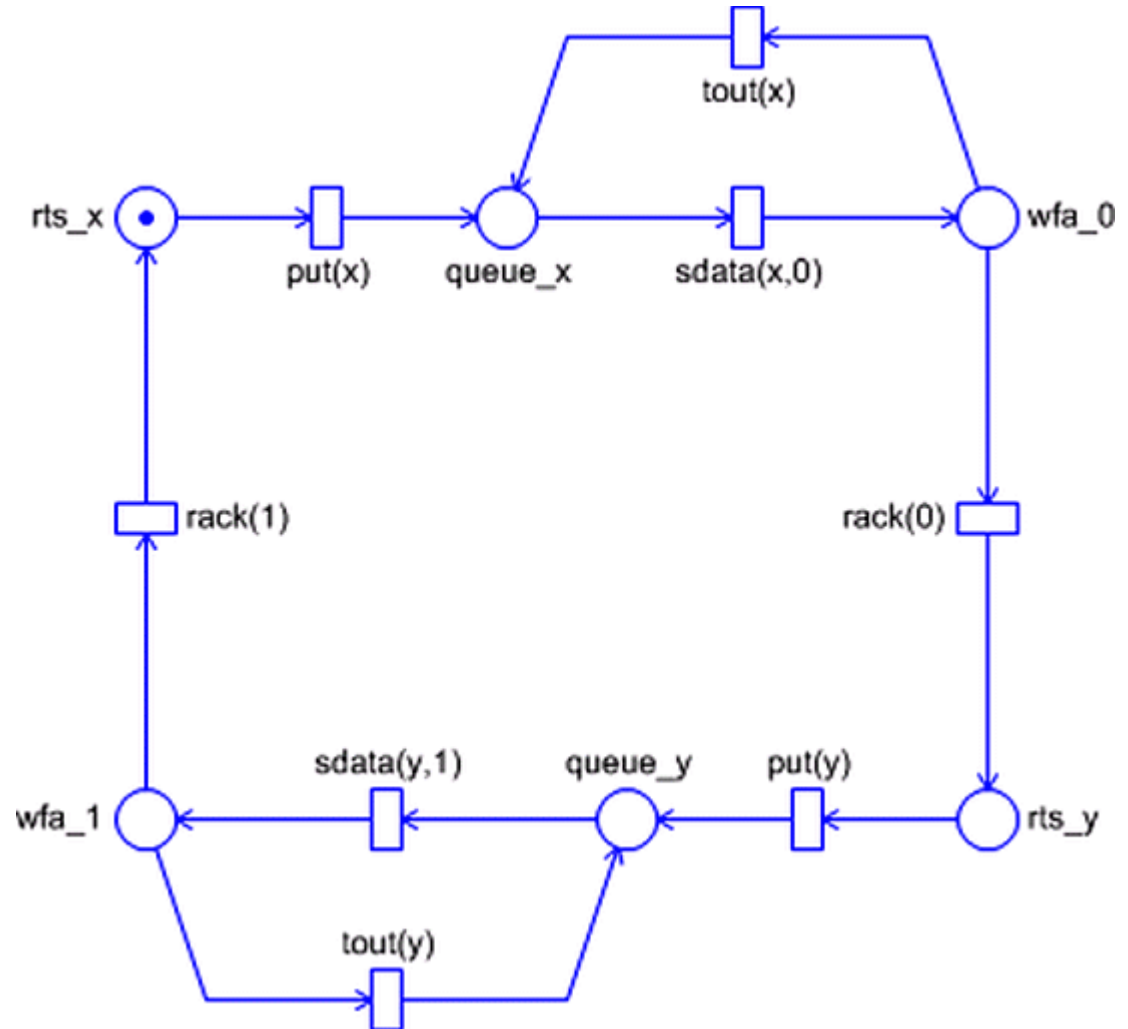 tout(x)
rts_x
wfa_0
put(x)
queue_x
sdata(x,0)
rack(1)
rack(0)
sdata(y,1)
queue_y
put(y)
wfa_1
rts_y
tout(y)